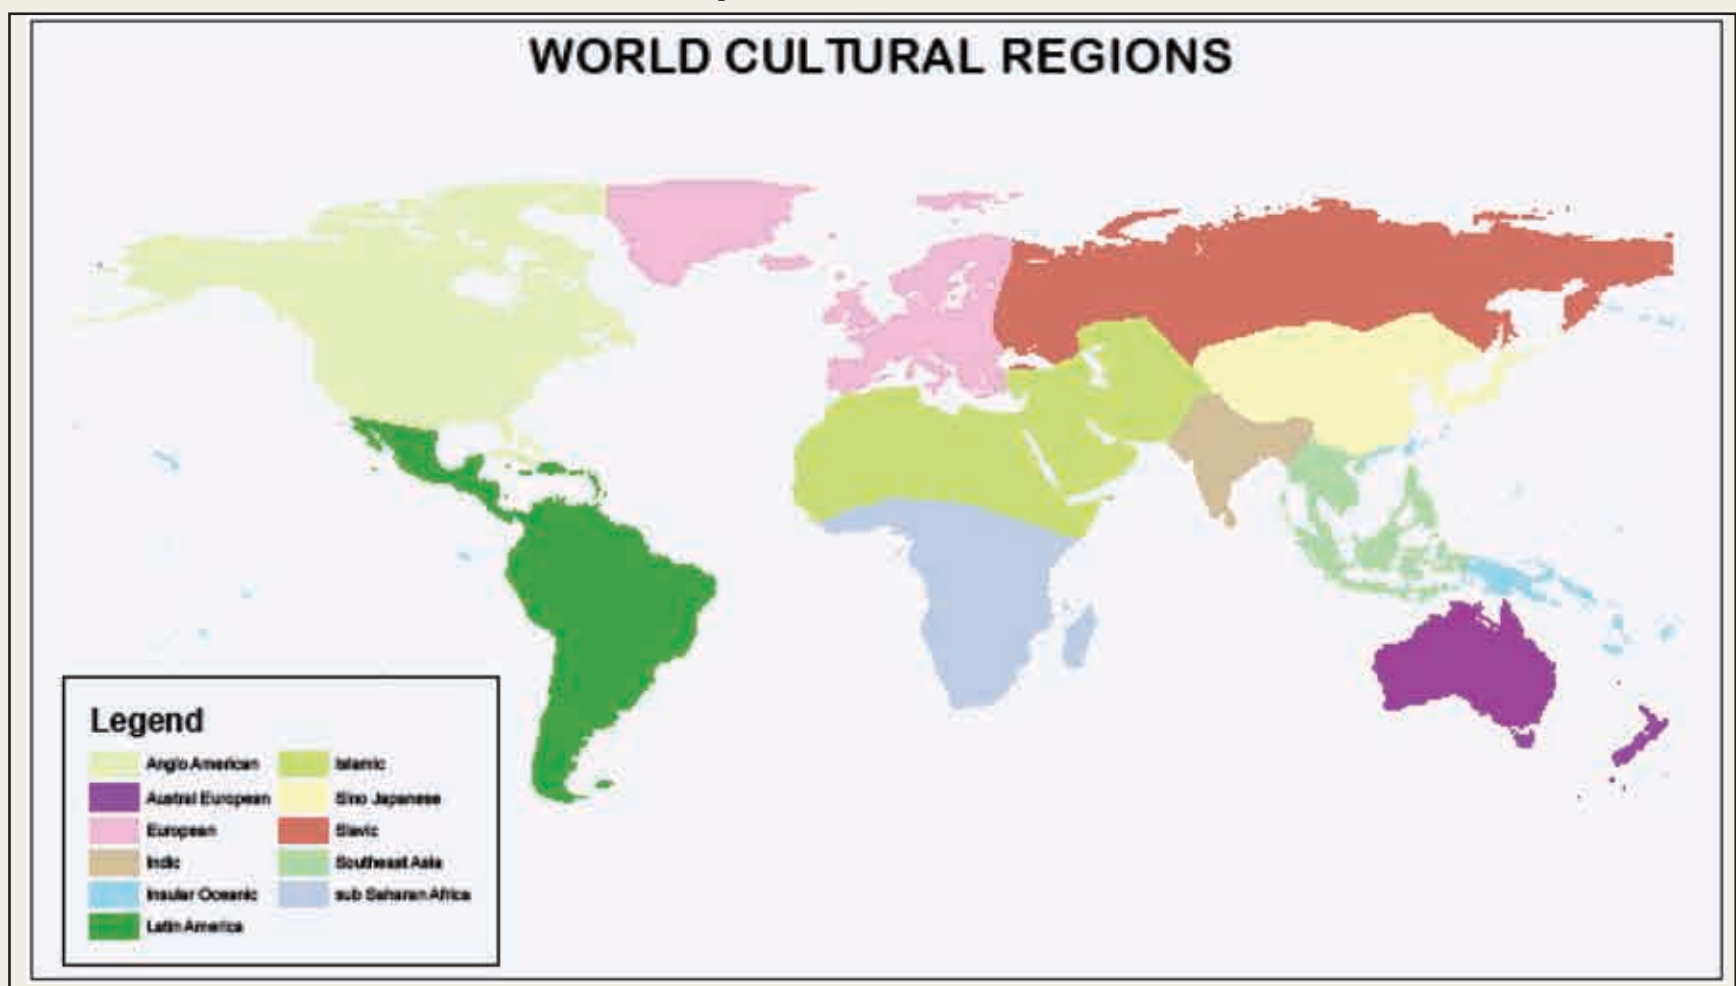 WORLD CULTURAL REGIONS
Legend
Anglo American
Austral European
European
Indic
Insular Oceanic
Latin America
Islamic
Sino Japanese
Slavic
Southeast Asia
sub Saharan Africa